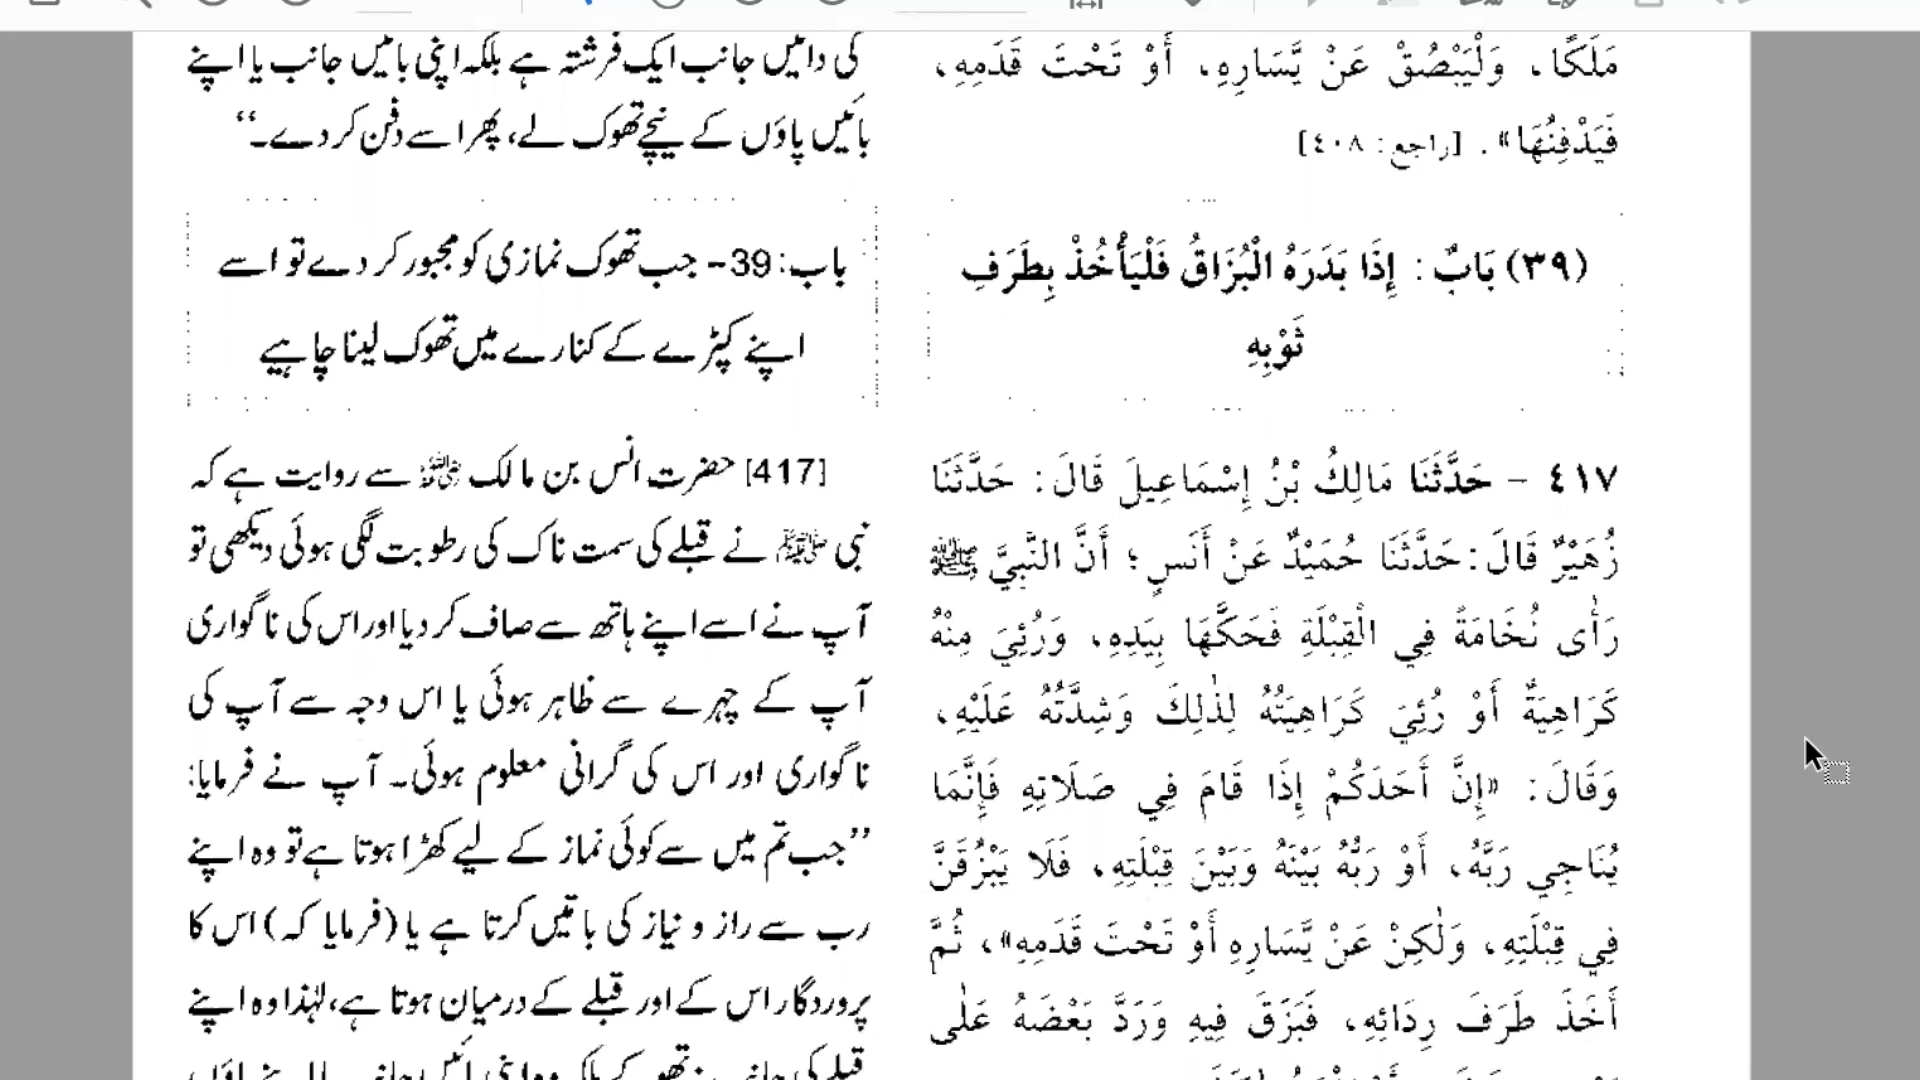 مَلَكًا، وَلْيَبْصُقْ عَنْ يَّسَارِهِ، أَوْ تَحْتَ قَدَمِهِ،
فَيَدْفِنُهَا». [راجع: ٤٠٨]
(٣٩) بَابٌ: إِذَا بَدَرَهُ الْبُزَاقُ فَلْيَأْخُذْ بِطَرَفِ
ثَوْبِهِ
٤١٧ - حَدَّثَنَا مَالِكُ بْنُ إِسْمَاعِيلَ قَالَ: حَدَّثَنَا
زُهَيْرٌ قَالَ: حَدَّثَنَا حُمَيْدٌ عَنْ أَنَسٍ؛ أَنَّ النَّبِيَّ ﷺ
رَأٰى نُخَامَةً فِي الْقِبْلَةِ فَحَكَّهَا بِيَدِهِ، وَرُئِيَ مِنْهُ
كَرَاهِيَةٌ أَوْ رُئِيَ كَرَاهِيَتُهُ لِذٰلِكَ وَشِدَّتُهُ عَلَيْهِ،
وَقَالَ: «إِنَّ أَحَدَكُمْ إِذَا قَامَ فِي صَلَاتِهِ فَإِنَّمَا
يُنَاجِي رَبَّهُ، أَوْ رَبُّهُ بَيْنَهُ وَبَيْنَ قِبْلَتِهِ، فَلَا يَبْزُقَنَّ
فِي قِبْلَتِهِ، وَلٰكِنْ عَنْ يَّسَارِهِ أَوْ تَحْتَ قَدَمِهِ»، ثُمَّ
أَخَذَ طَرَفَ رِدَائِهِ، فَبَزَقَ فِيهِ وَرَدَّ بَعْضَهُ عَلٰى
کی دائیں جانب ایک فرشتہ ہے بلکہ اپنی بائیں جانب یا اپنے
بائیں پاؤں کے نیچے تھوک لے، پھر اسے دفن کر دے۔“
باب: 39- جب تھوک نمازی کو مجبور کر دے تو اسے
اپنے کپڑے کے کنارے میں تھوک لینا چاہیے
[417] حضرت انس بن مالک ؓ سے روایت ہے کہ
نبی ﷺ نے قبلے کی سمت ناک کی رطوبت لگی ہوئی دیکھی تو
آپ نے اسے اپنے ہاتھ سے صاف کر دیا اور اس کی ناگواری
آپ کے چہرے سے ظاہر ہوئی یا اس وجہ سے آپ کی
ناگواری اور اس کی گرانی معلوم ہوئی۔ آپ نے فرمایا:
”جب تم میں سے کوئی نماز کے لیے کھڑا ہوتا ہے تو وہ اپنے
رب سے راز و نیاز کی باتیں کرتا ہے یا (فرمایا کہ) اس کا
پروردگار اس کے اور قبلے کے درمیان ہوتا ہے، لہٰذا وہ اپنے